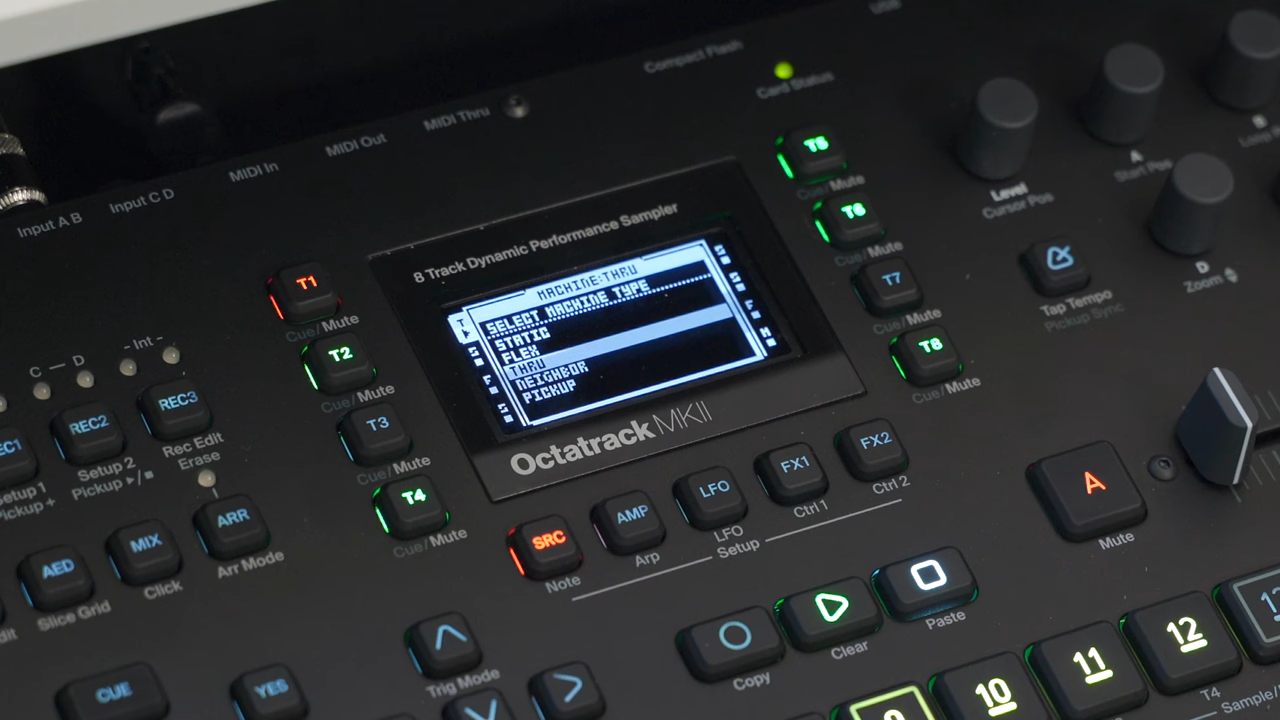 USB
Compact Flash
Card Status
MIDI Thru
MIDI Out
MIDI In
Input C D
Input A B
8 Track Dynamic Performance Sampler
MACHINE:THRU
SELECT MACHINE TYPE
STATIC
FLEX
THRU
NEIGHBOR
PICKUP
Octatrack MKII
T1
Cue/Mute
T2
Cue/Mute
T3
Cue/Mute
T4
Cue/Mute
T5
Cue/Mute
T6
Cue/Mute
T7
Cue/Mute
T8
Cue/Mute
Level
Cursor Pos
A
Start Pos
B
D
Zoom
Tap Tempo
Pickup Sync
C — D
- Int -
REC2
Setup 2
Pickup ▶/■
REC3
Rec Edit
Erase
Setup 1
Pickup +
AED
Slice Grid
MIX
Click
ARR
Arr Mode
SRC
Note
AMP
Arp
LFO
LFO
FX1
Ctrl 1
FX2
Ctrl 2
Setup
A
Mute
Copy
Clear
Paste
CUE
YES
Trig Mode
9
10
11
12
T4